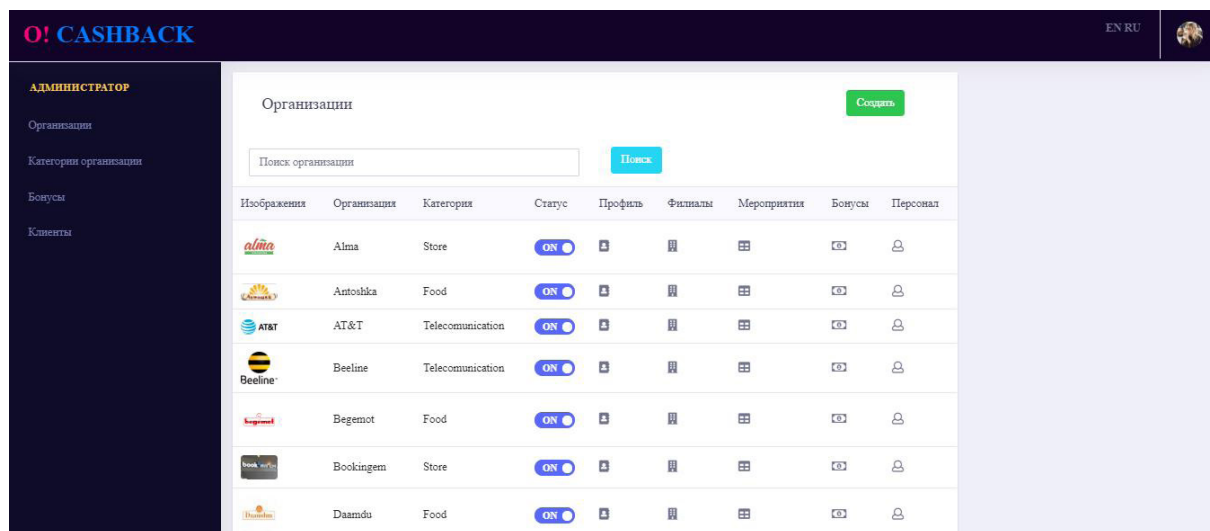 O! CASHBACK
EN RU
АДМИНИСТРАТОР
Организации
Категории организации
Бонусы
Клиенты
Организации
Создать
Поиск организации
Поиск
Изображения Организация Категория Статус Профиль Филиалы Мероприятия Бонусы Персонал
alma Alma Store ON
Antoshka Food ON
AT&T AT&T Telecomunication ON
Beeline Beeline Telecomunication ON
begemot Begemot Food ON
Bookingem Store ON
Daamdu Daamdu Food ON